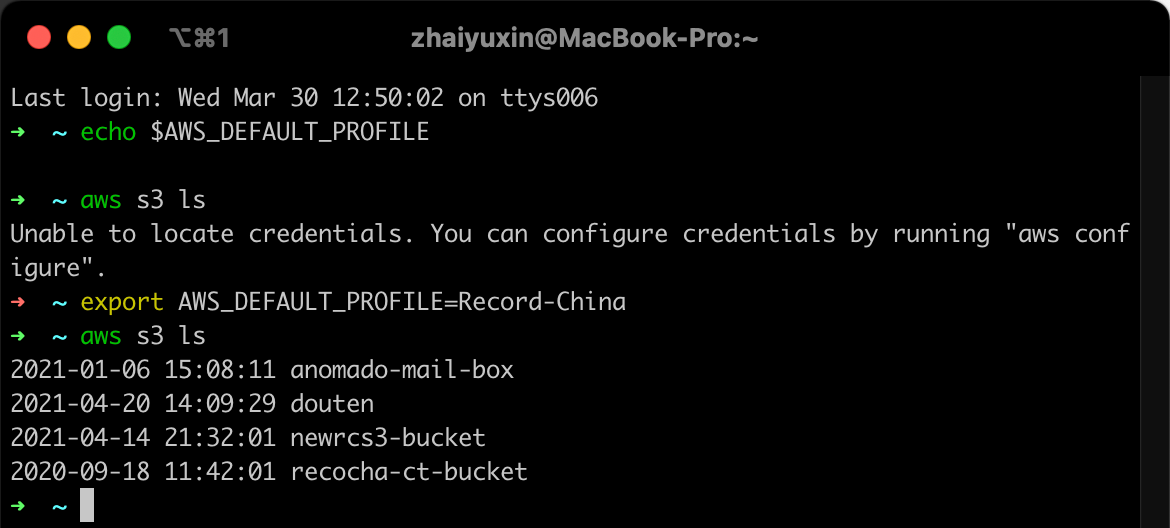 ⌥⌘1 zhaiyuxin@MacBook-Pro:~
Last login: Wed Mar 30 12:50:02 on ttys006
➜  ~ echo $AWS_DEFAULT_PROFILE
➜  ~ aws s3 ls
Unable to locate credentials. You can configure credentials by running "aws conf
igure".
➜  ~ export AWS_DEFAULT_PROFILE=Record-China
➜  ~ aws s3 ls
2021-01-06 15:08:11 anomado-mail-box
2021-04-20 14:09:29 douten
2021-04-14 21:32:01 newrcs3-bucket
2020-09-18 11:42:01 recocha-ct-bucket
➜  ~